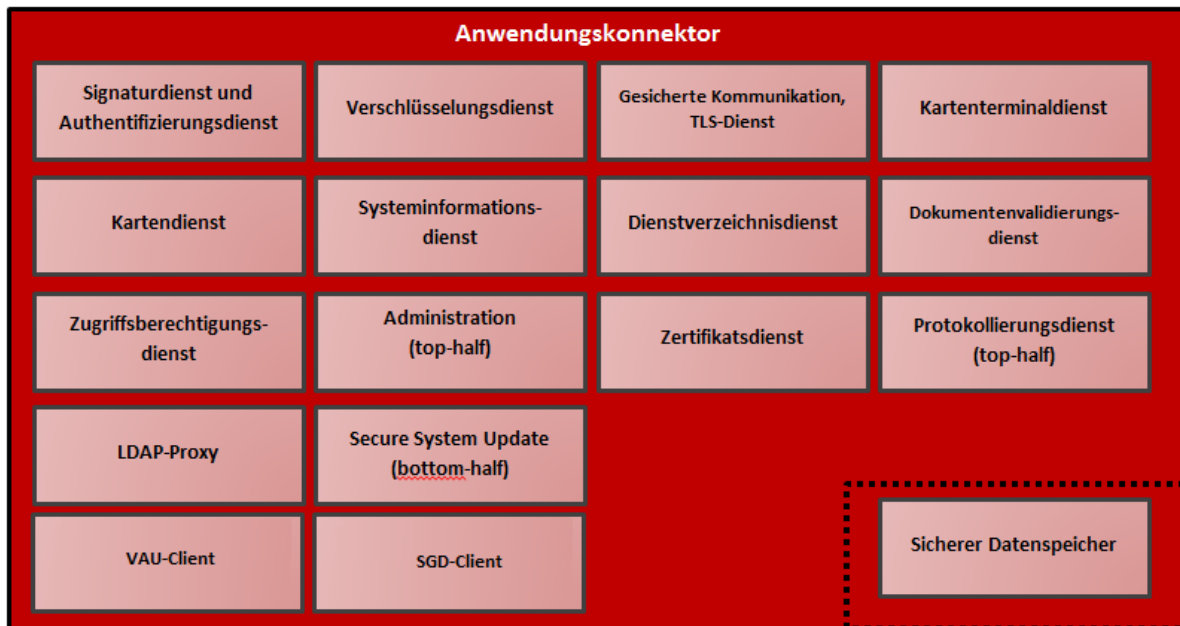 Anwendungskonnektor
Signaturdienst und
Authentifizierungsdienst
Verschlüsselungsdienst
Gesicherte Kommunikation,
TLS-Dienst
Kartenterminaldienst
Kartendienst
Systeminformations-
dienst
Dienstverzeichnisdienst
Dokumentenvalidierungs-
dienst
Zugriffsberechtigungs-
dienst
Administration
(top-half)
Zertifikatsdienst
Protokollierungsdienst
(top-half)
LDAP-Proxy
Secure System Update
(bottom-half)
VAU-Client
SGD-Client
Sicherer Datenspeicher